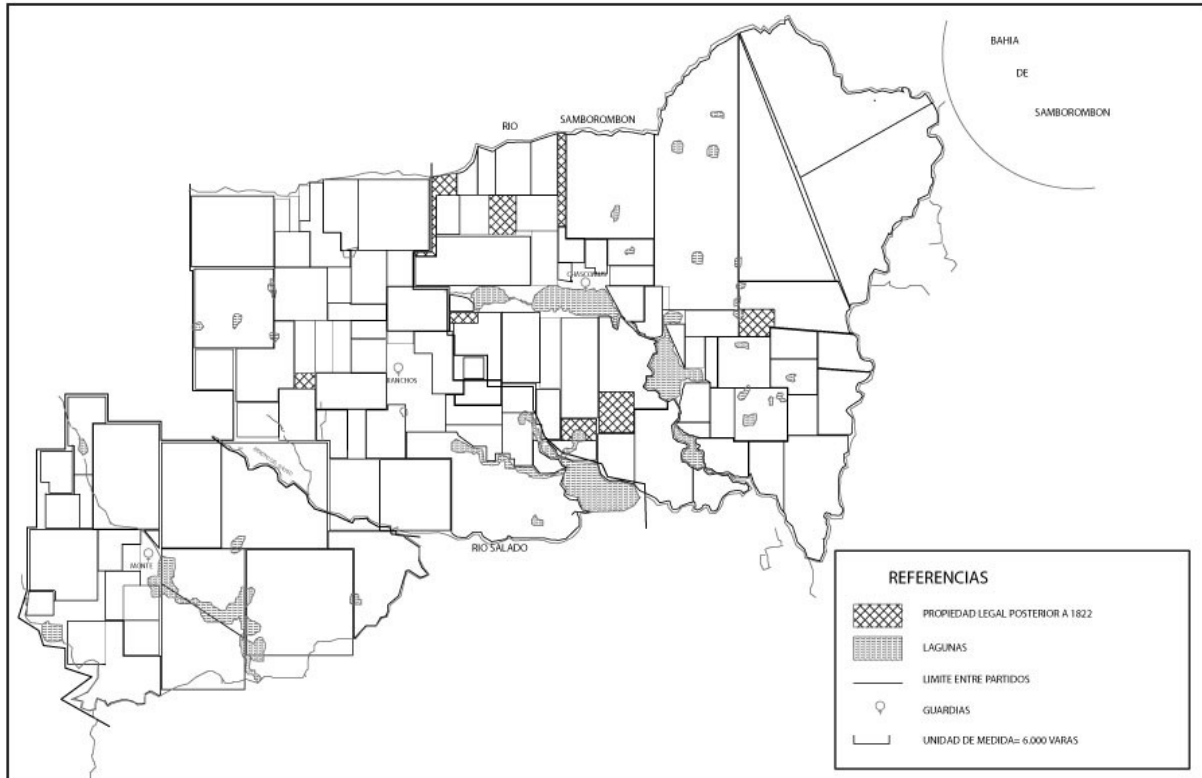 BAHIA
DE
SAMBOROMBON
RIO SAMBOROMBON
CHASCOMUS
RANCHOS
MONTE
RIO SALADO
REFERENCIAS
PROPIEDAD LEGAL POSTERIOR A 1822
LAGUNAS
LIMITE ENTRE PARTIDOS
GUARDIAS
UNIDAD DE MEDIDA= 6.000 VARAS